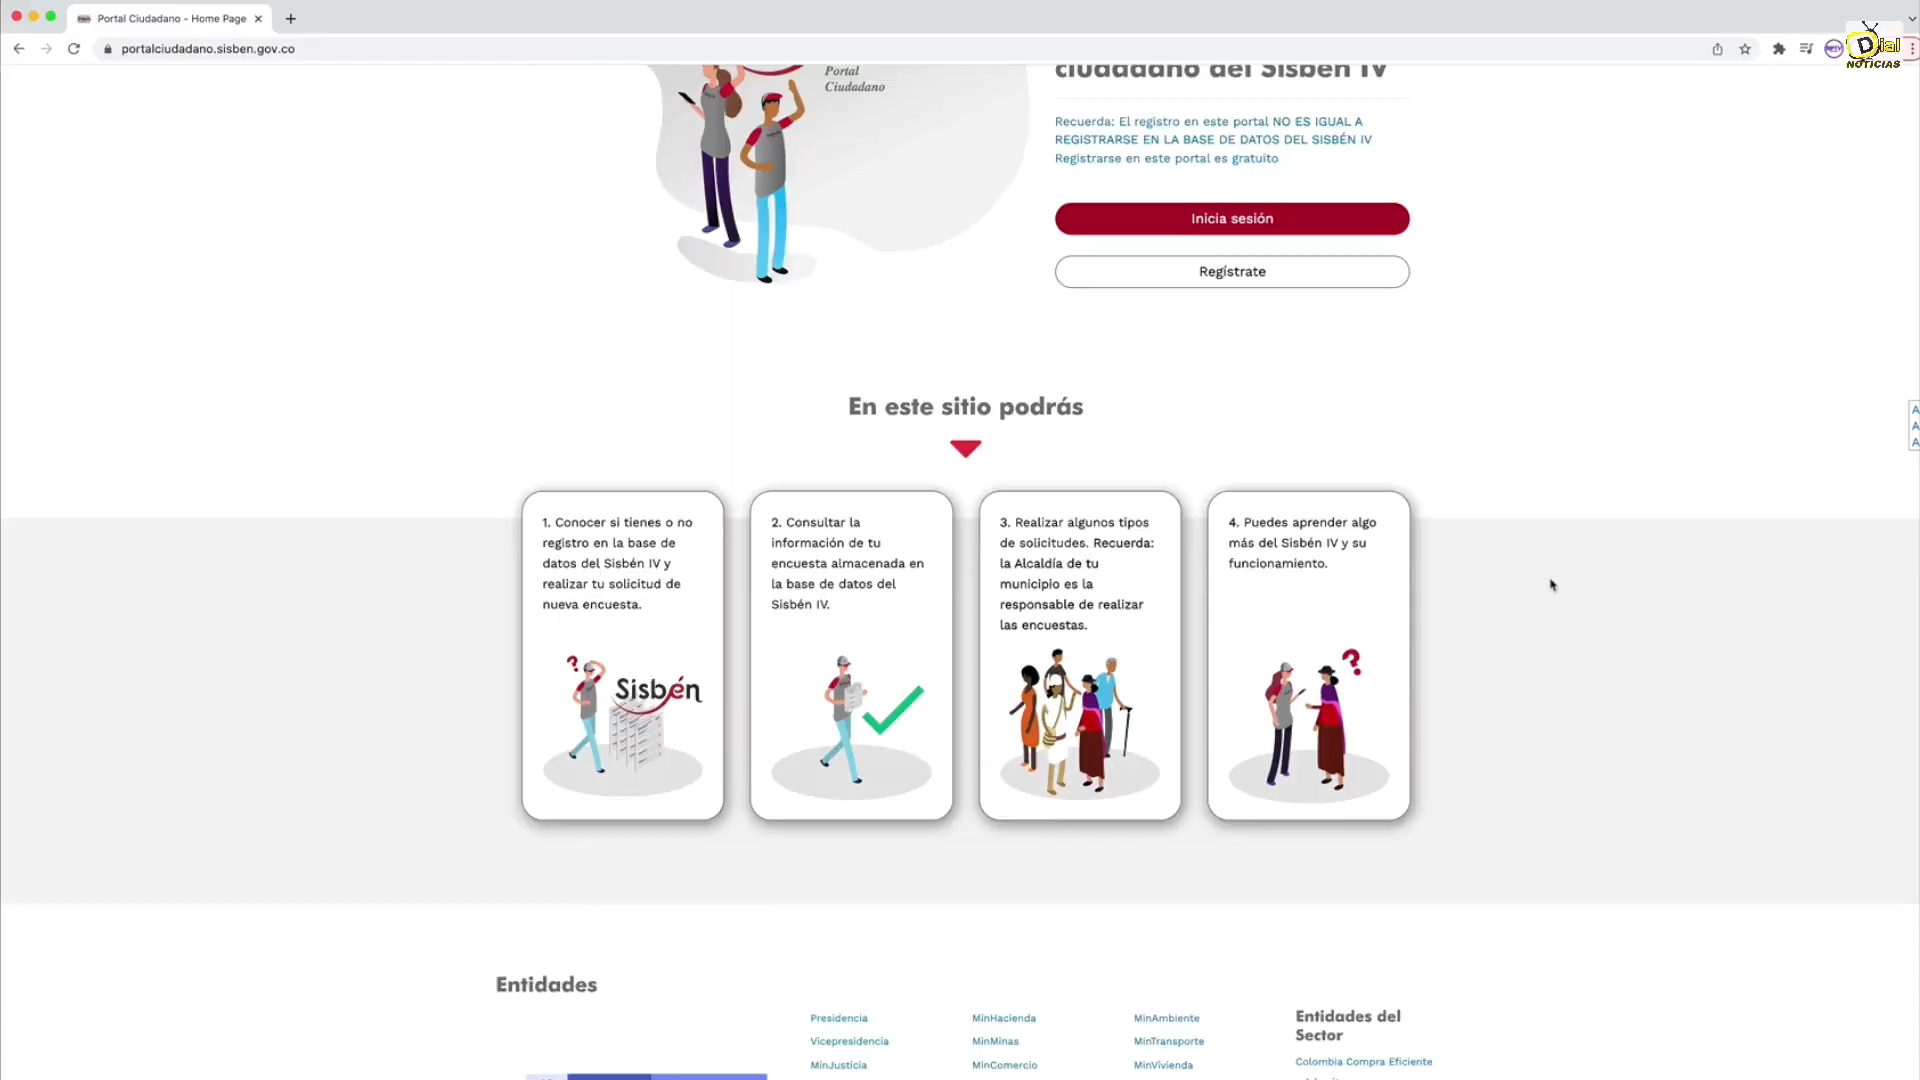 Portal Ciudadano - Home Page
portalciudadano.sisben.gov.co
Dial
NOTICIAS
Portal
Ciudadano
ciudadano del Sisbén IV
Recuerda: El registro en este portal NO ES IGUAL A
REGISTRARSE EN LA BASE DE DATOS DEL SISBÉN IV
Registrarse en este portal es gratuito
Inicia sesión
Regístrate
En este sitio podrás
A
A
A
1. Conocer si tienes o no
registro en la base de
datos del Sisbén IV y
realizar tu solicitud de
nueva encuesta.
Sisbén
2. Consultar la
información de tu
encuesta almacenada en
la base de datos del
Sisbén IV.
3. Realizar algunos tipos
de solicitudes. Recuerda:
la Alcaldía de tu
municipio es la
responsable de realizar
las encuestas.
4. Puedes aprender algo
más del Sisbén IV y su
funcionamiento.
Entidades
Presidencia
Vicepresidencia
MinJusticia
MinHacienda
MinMinas
MinComercio
MinAmbiente
MinTransporte
MinVivienda
Entidades del
Sector
Colombia Compra Eficiente